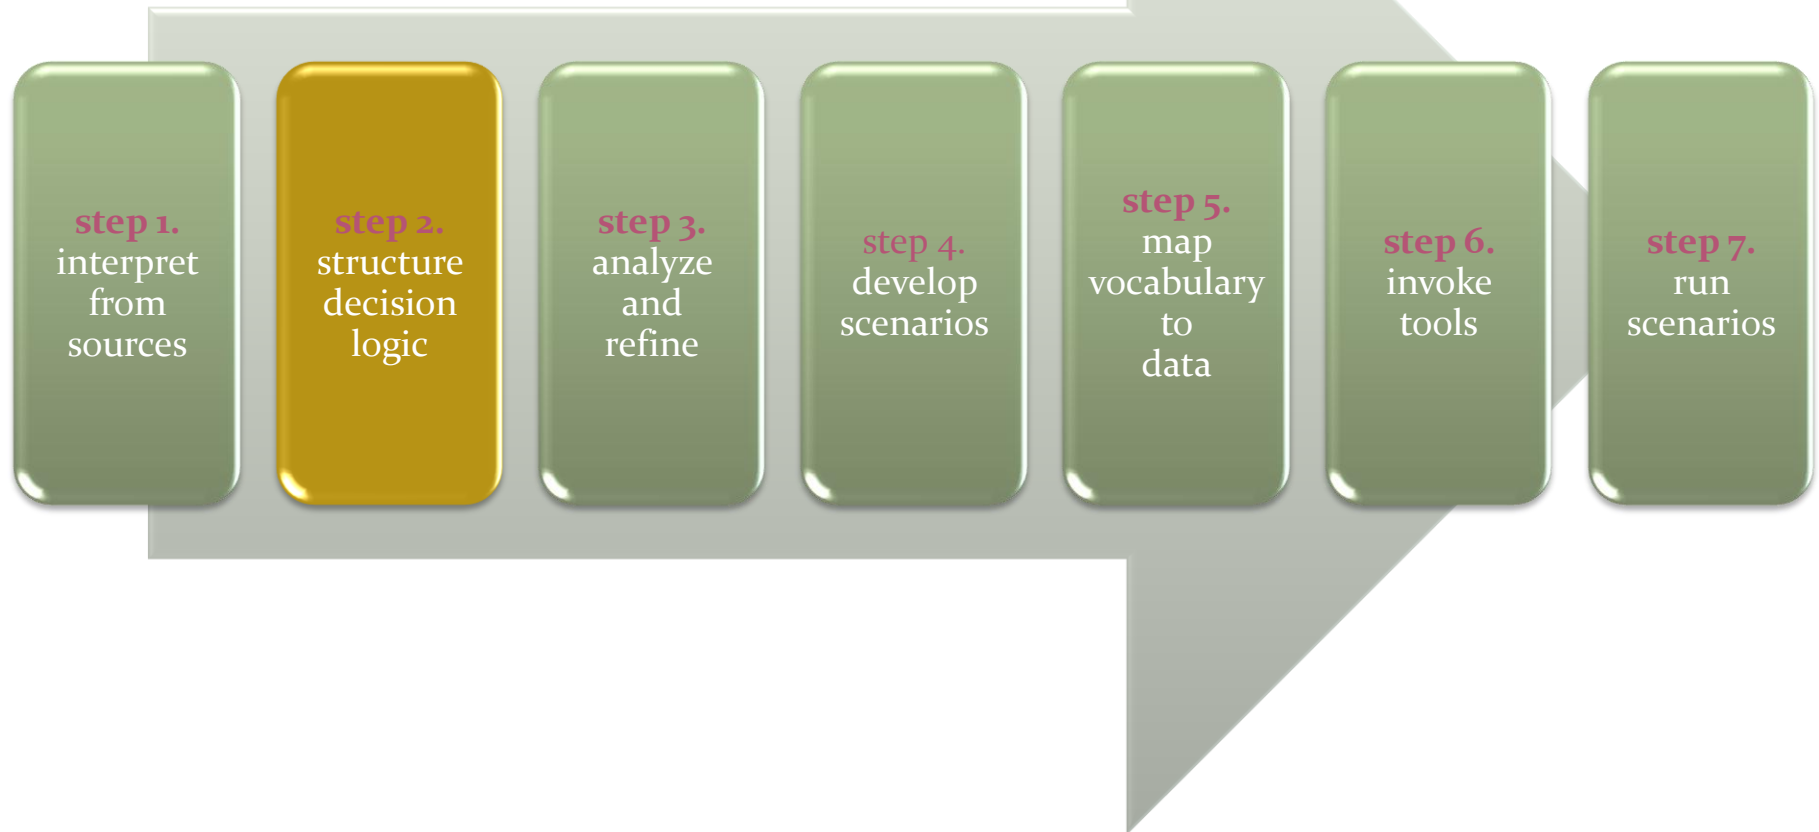 step 1.
interpret
from
sources
step 2.
structure
decision
logic
step 3.
analyze
and
refine
step 4.
develop
scenarios
step 5.
map
vocabulary
to
data
step 6.
invoke
tools
step 7.
run
scenarios